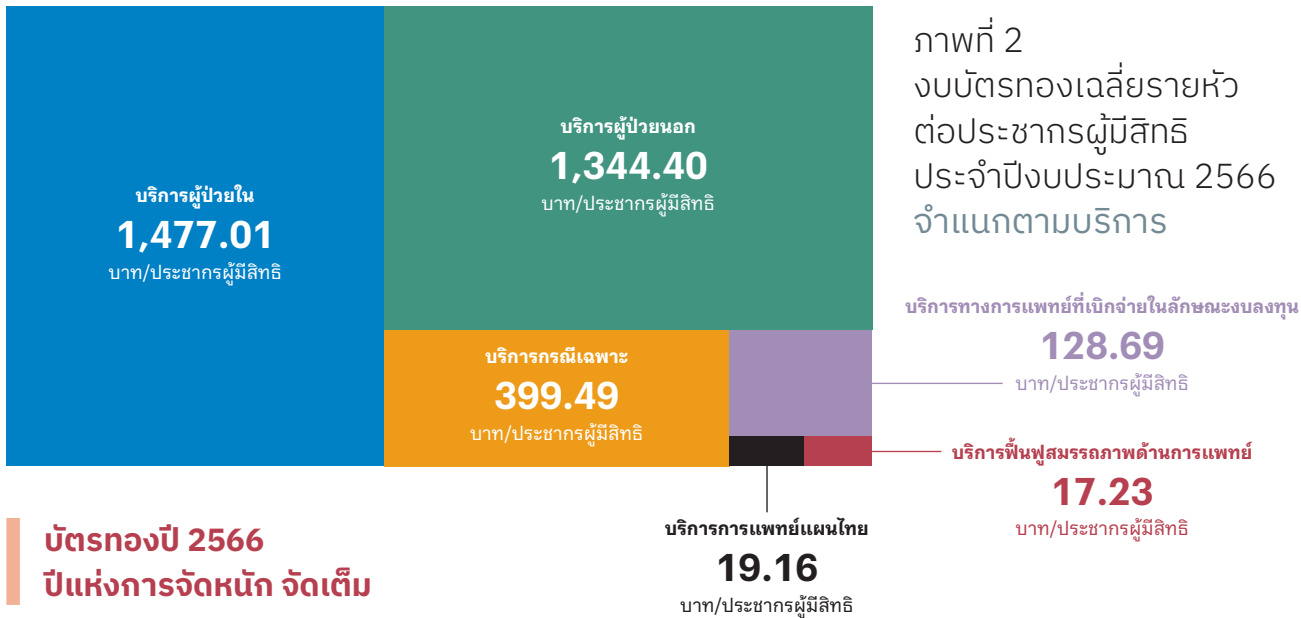 ภาพที่ 2
งบบัตรทองเฉลี่ยรายหัว
ต่อประชากรผู้มีสิทธิ
ประจำปีงบประมาณ 2566
จำแนกตามบริการ
บริการผู้ป่วยใน
1,477.01
บาท/ประชากรผู้มีสิทธิ
บริการผู้ป่วยนอก
1,344.40
บาท/ประชากรผู้มีสิทธิ
บริการกรณีเฉพาะ
399.49
บาท/ประชากรผู้มีสิทธิ
บริการทางการแพทย์ที่เบิกจ่ายในลักษณะงบลงทุน
128.69
บาท/ประชากรผู้มีสิทธิ
บริการฟื้นฟูสมรรถภาพด้านการแพทย์
17.23
บาท/ประชากรผู้มีสิทธิ
บริการการแพทย์แผนไทย
19.16
บาท/ประชากรผู้มีสิทธิ
บัตรทองปี 2566
ปีแห่งการจัดหนัก จัดเต็ม